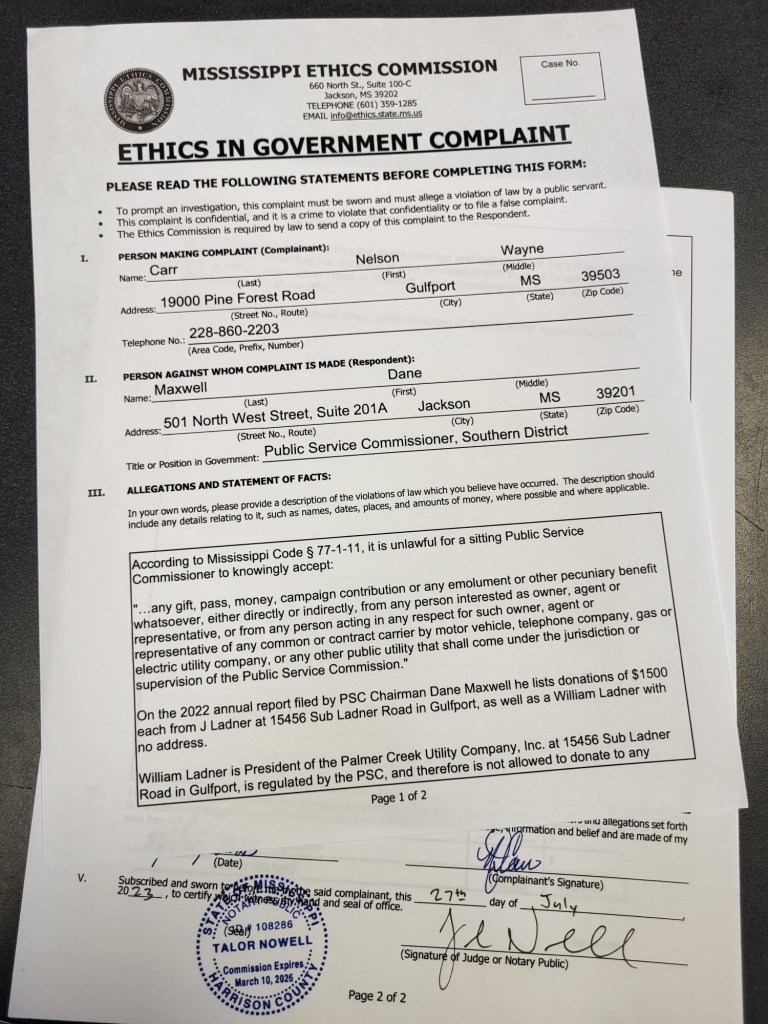 MISSISSIPPI ETHICS COMMISSION
660 North St., Suite 100-C
Jackson, MS 39202
TELEPHONE (601) 359-1285
EMAIL info@ethics.state.ms.us
Case No.
ETHICS IN GOVERNMENT COMPLAINT
PLEASE READ THE FOLLOWING STATEMENTS BEFORE COMPLETING THIS FORM:
• To prompt an investigation, this complaint must be sworn and must allege a violation of law by a public servant.
• This complaint is confidential, and it is a crime to violate that confidentiality or to file a false complaint.
• The Ethics Commission is required by law to send a copy of this complaint to the Respondent.
I. PERSON MAKING COMPLAINT (Complainant):
Name: Carr Nelson Wayne
(Last) (First) (Middle)
Address: 19000 Pine Forest Road Gulfport MS 39503
(Street No., Route) (City) (State) (Zip Code)
Telephone No.: 228-860-2203
(Area Code, Prefix, Number)
II. PERSON AGAINST WHOM COMPLAINT IS MADE (Respondent):
Name: Maxwell Dane
(Last) (First) (Middle)
Address: 501 North West Street, Suite 201A Jackson MS 39201
(Street No., Route) (City) (State) (Zip Code)
Title or Position in Government: Public Service Commissioner, Southern District
III. ALLEGATIONS AND STATEMENT OF FACTS:
In your own words, please provide a description of the violations of law which you believe have occurred. The description should
include any details relating to it, such as names, dates, places, and amounts of money, where possible and where applicable.
According to Mississippi Code § 77-1-11, it is unlawful for a sitting Public Service
Commissioner to knowingly accept:
"...any gift, pass, money, campaign contribution or any emolument or other pecuniary benefit
whatsoever, either directly or indirectly, from any person interested as owner, agent or
representative, or from any person acting in any respect for such owner, agent or
representative of any common or contract carrier by motor vehicle, telephone company, gas or
electric utility company, or any other public utility that shall come under the jurisdiction or
supervision of the Public Service Commission."
On the 2022 annual report filed by PSC Chairman Dane Maxwell he lists donations of $1500
each from J Ladner at 15456 Sub Ladner Road in Gulfport, as well as a William Ladner with
no address.
William Ladner is President of the Palmer Creek Utility Company, Inc. at 15456 Sub Ladner
Road in Gulfport, is regulated by the PSC, and therefore is not allowed to donate to any
Page 1 of 2
and allegations set forth
information and belief and are made of my
(Date)
(Complainant's Signature)
V. Subscribed and sworn to before me, by the said complainant, this 27th day of July
2023, to certify which witness my hand and seal of office.
(Seal)
STATE OF MISSISSIPPI
NOTARY PUBLIC
ID # 108286
TALOR NOWELL
Commission Expires
March 10, 2026
HARRISON COUNTY
(Signature of Judge or Notary Public)
Page 2 of 2